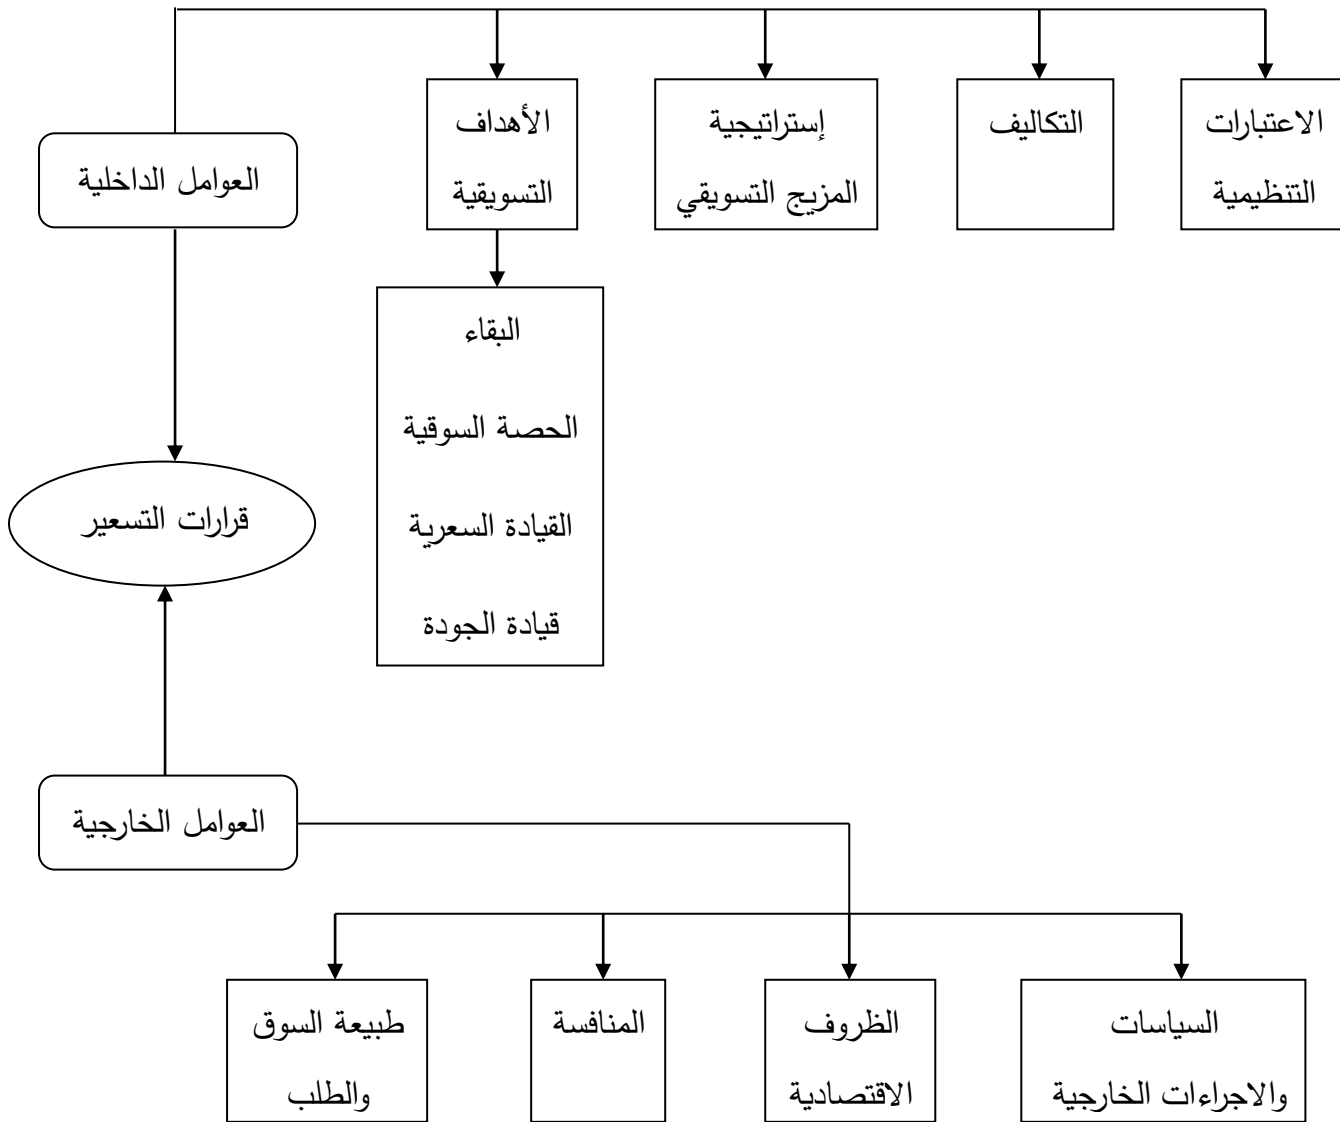 الاعتبارات
التنظيمية
التكاليف
إستراتيجية
المزيج التسويقي
الأهداف
التسويقية
العوامل الداخلية
البقاء
الحصة السوقية
القيادة السعرية
قيادة الجودة
قرارات التسعير
العوامل الخارجية
السياسات
والاجراءات الخارجية
الظروف
الاقتصادية
المنافسة
طبيعة السوق
والطلب